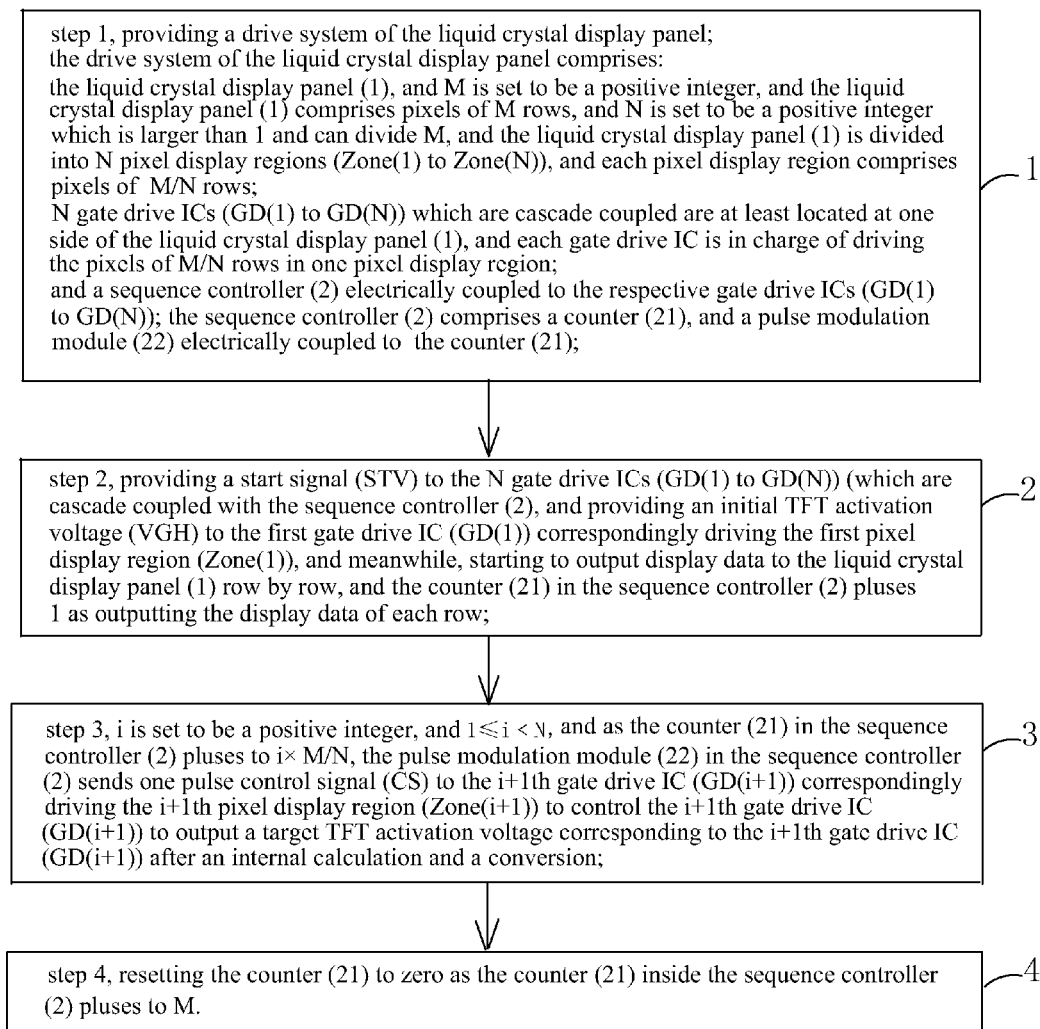 step 1, providing a drive system of the liquid crystal display panel;
the drive system of the liquid crystal display panel comprises:
the liquid crystal display panel (1), and M is set to be a positive integer, and the liquid
crystal display panel (1) comprises pixels of M rows, and N is set to be a positive integer
which is larger than 1 and can divide M, and the liquid crystal display panel (1) is divided
into N pixel display regions (Zone(1) to Zone(N)), and each pixel display region comprises
pixels of M/N rows;
N gate drive ICs (GD(1) to GD(N)) which are cascade coupled are at least located at one
side of the liquid crystal display panel (1), and each gate drive IC is in charge of driving
the pixels of M/N rows in one pixel display region;
and a sequence controller (2) electrically coupled to the respective gate drive ICs (GD(1)
to GD(N)); the sequence controller (2) comprises a counter (21), and a pulse modulation
module (22) electrically coupled to the counter (21);
1
step 2, providing a start signal (STV) to the N gate drive ICs (GD(1) to GD(N)) (which are
cascade coupled with the sequence controller (2), and providing an initial TFT activation
voltage (VGH) to the first gate drive IC (GD(1)) correspondingly driving the first pixel
display region (Zone(1)), and meanwhile, starting to output display data to the liquid crystal
display panel (1) row by row, and the counter (21) in the sequence controller (2) pluses
1 as outputting the display data of each row;
2
step 3, i is set to be a positive integer, and 1≤i < N, and as the counter (21) in the sequence
controller (2) pluses to i× M/N, the pulse modulation module (22) in the sequence controller
(2) sends one pulse control signal (CS) to the i+1th gate drive IC (GD(i+1)) correspondingly
driving the i+1th pixel display region (Zone(i+1)) to control the i+1th gate drive IC
(GD(i+1)) to output a target TFT activation voltage corresponding to the i+1th gate drive IC
(GD(i+1)) after an internal calculation and a conversion;
3
step 4, resetting the counter (21) to zero as the counter (21) inside the sequence controller
(2) pluses to M.
4